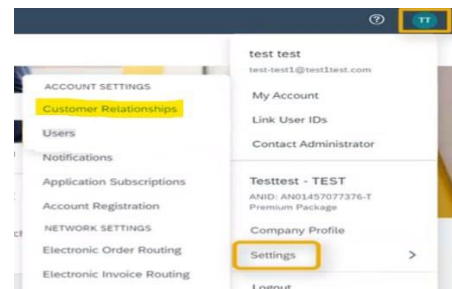 TT
test test
test-test1@test1test.com
My Account
Link User IDs
Contact Administrator
Testtest - TEST
ANID: AN01457077376-T
Premium Package
Company Profile
Settings >
Logout
ACCOUNT SETTINGS
Customer Relationships
Users
Notifications
Application Subscriptions
Account Registration
NETWORK SETTINGS
Electronic Order Routing
Electronic Invoice Routing